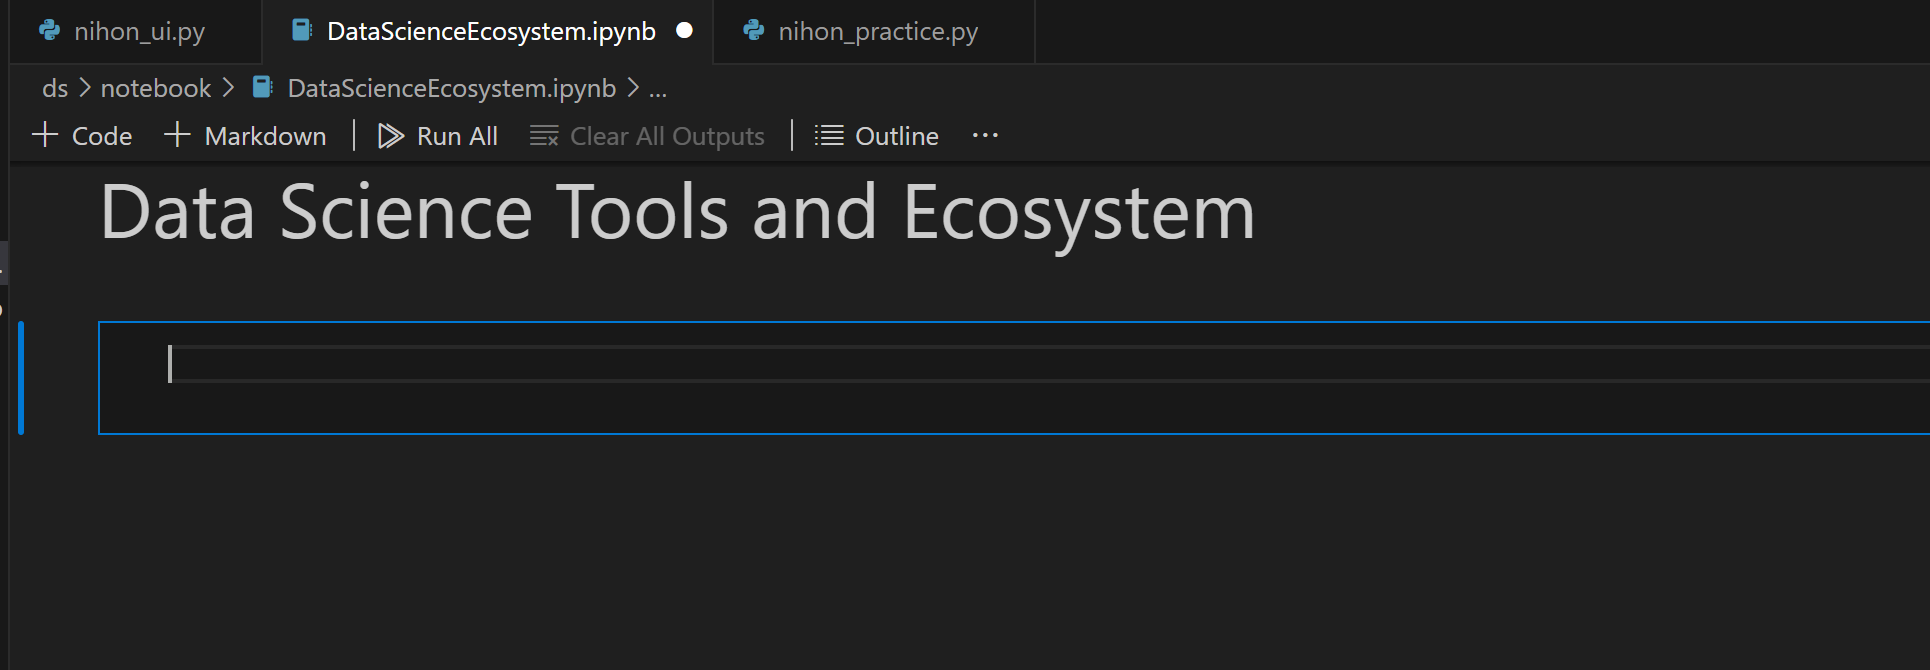 nihon_ui.py DataScienceEcosystem.ipynb nihon_practice.py
ds > notebook > DataScienceEcosystem.ipynb > ...
Code Markdown Run All Clear All Outputs Outline ...
Data Science Tools and Ecosystem